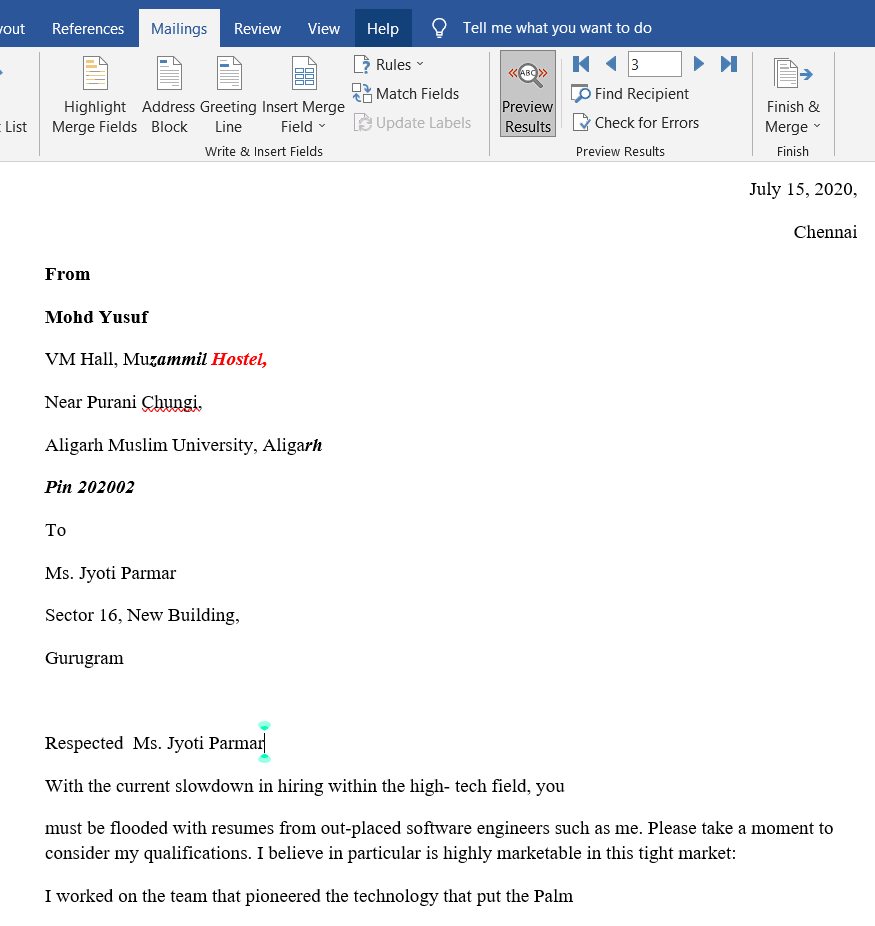 yout References Mailings Review View Help Tell me what you want to do
Rules 3
Match Fields Find Recipient
Highlight Address Greeting Insert Merge Preview Finish &
List Merge Fields Block Line Field Update Labels Results Check for Errors Merge
Write & Insert Fields Preview Results Finish
July 15, 2020,
Chennai
From
Mohd Yusuf
VM Hall, Muzammil Hostel,
Near Purani Chungi,
Aligarh Muslim University, Aligarh
Pin 202002
To
Ms. Jyoti Parmar
Sector 16, New Building,
Gurugram
Respected  Ms. Jyoti Parmar
With the current slowdown in hiring within the high- tech field, you
must be flooded with resumes from out-placed software engineers such as me. Please take a moment to
consider my qualifications. I believe in particular is highly marketable in this tight market:
I worked on the team that pioneered the technology that put the Palm